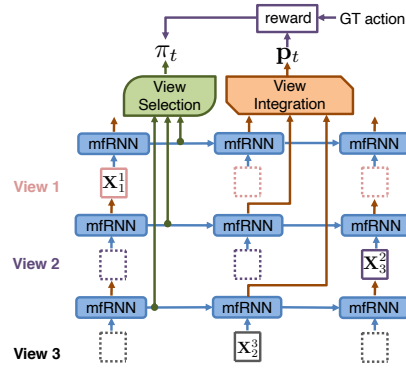 reward
GT action
π_t
p_t
View
Selection
View
Integration
mfRNN
mfRNN
mfRNN
View 1
X_1^1
mfRNN
mfRNN
mfRNN
View 2
X_3^2
mfRNN
mfRNN
mfRNN
View 3
X_2^3